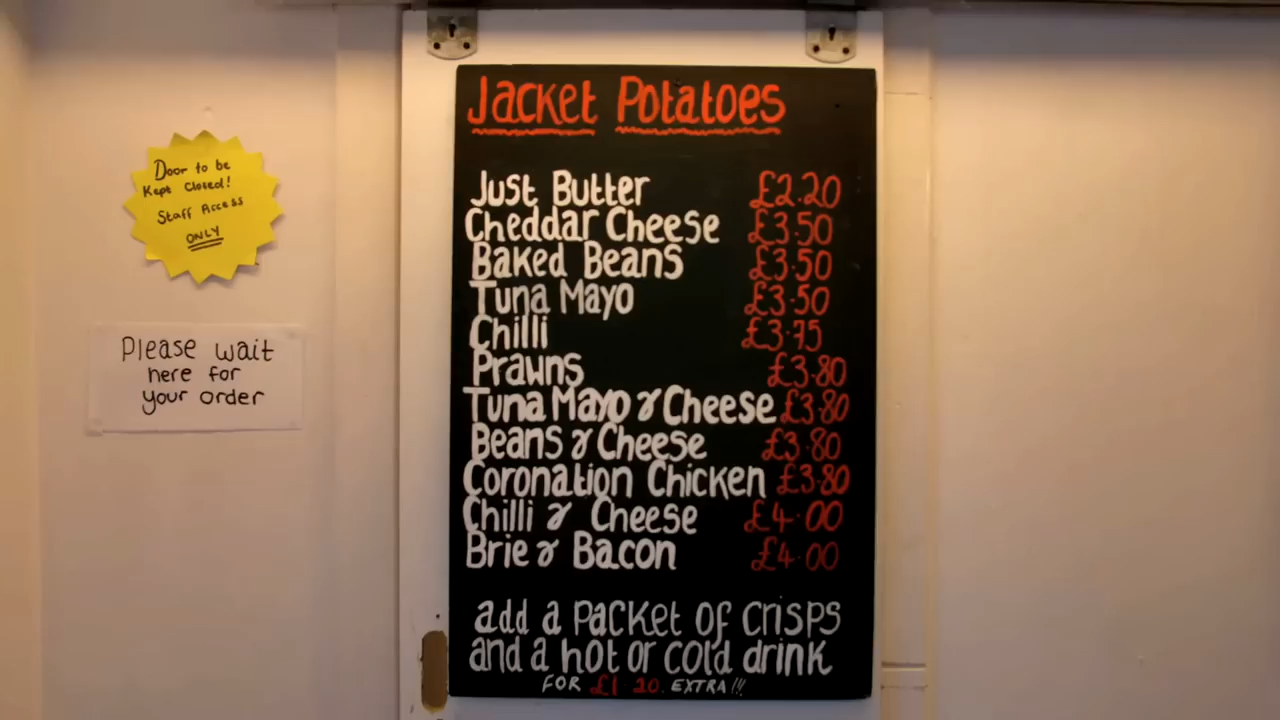 Jacket Potatoes
Just Butter £2.20
Cheddar Cheese £3.50
Baked Beans £3.50
Tuna Mayo £3.50
Chilli £3.75
Prawns £3.80
Tuna Mayo & Cheese £3.80
Beans & Cheese £3.80
Coronation Chicken £3.80
Chilli & Cheese £4.00
Brie & Bacon £4.00
add a packet of crisps
and a hot or cold drink
FOR £1.20 EXTRA!!!
Door to be
Kept Closed!
Staff Access
ONLY
Please wait
here for
your order